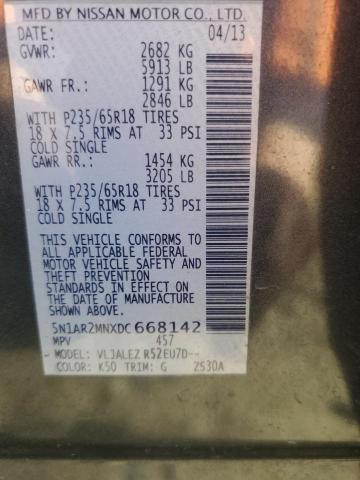 MFD BY NISSAN MOTOR CO., LTD.
DATE: 04/13
GVWR: 2682 KG
5913 LB
GAWR FR.: 1291 KG
2846 LB
WITH P235/65R18 TIRES
18 X 7.5 RIMS AT 33 PSI
COLD SINGLE
GAWR RR.: 1454 KG
3205 LB
WITH P235/65R18 TIRES
18 X 7.5 RIMS AT 33 PSI
COLD SINGLE
THIS VEHICLE CONFORMS TO
ALL APPLICABLE FEDERAL
MOTOR VEHICLE SAFETY AND
THEFT PREVENTION
STANDARDS IN EFFECT ON
THE DATE OF MANUFACTURE
SHOWN ABOVE.
5N1AR2MNXDC668142
MPV 457
MODEL: VLJALEZ R52EU7D--
COLOR: K50 TRIM: G 2S30A